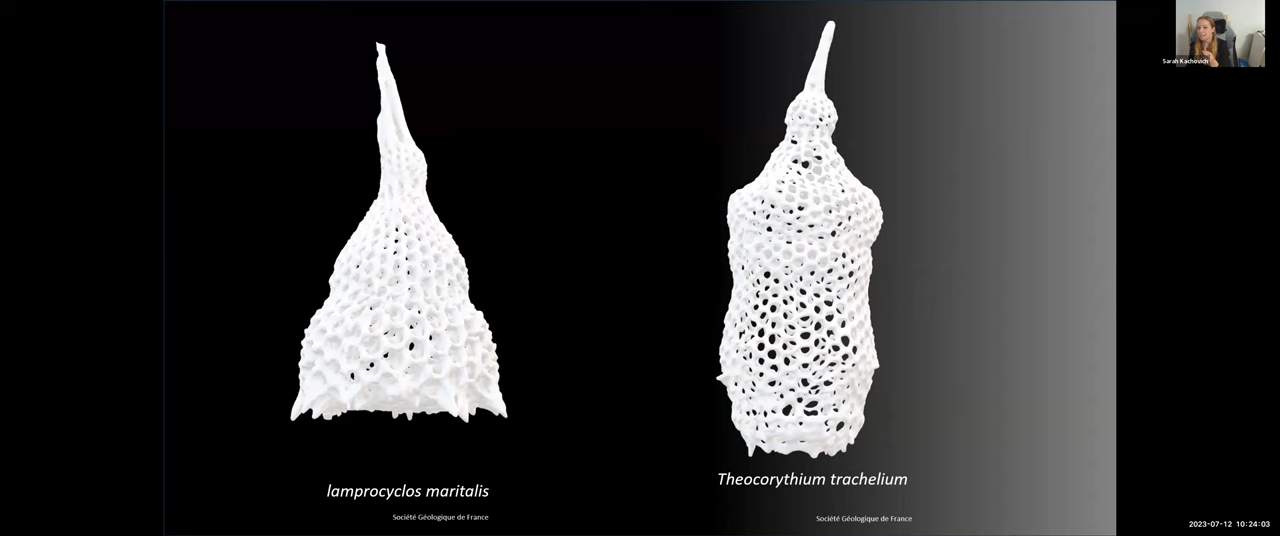 Sarah Kachovich
lamprocyclos maritalis
Société Géologique de France
Theocorythium trachelium
Société Géologique de France
2023-07-12 10:24:03